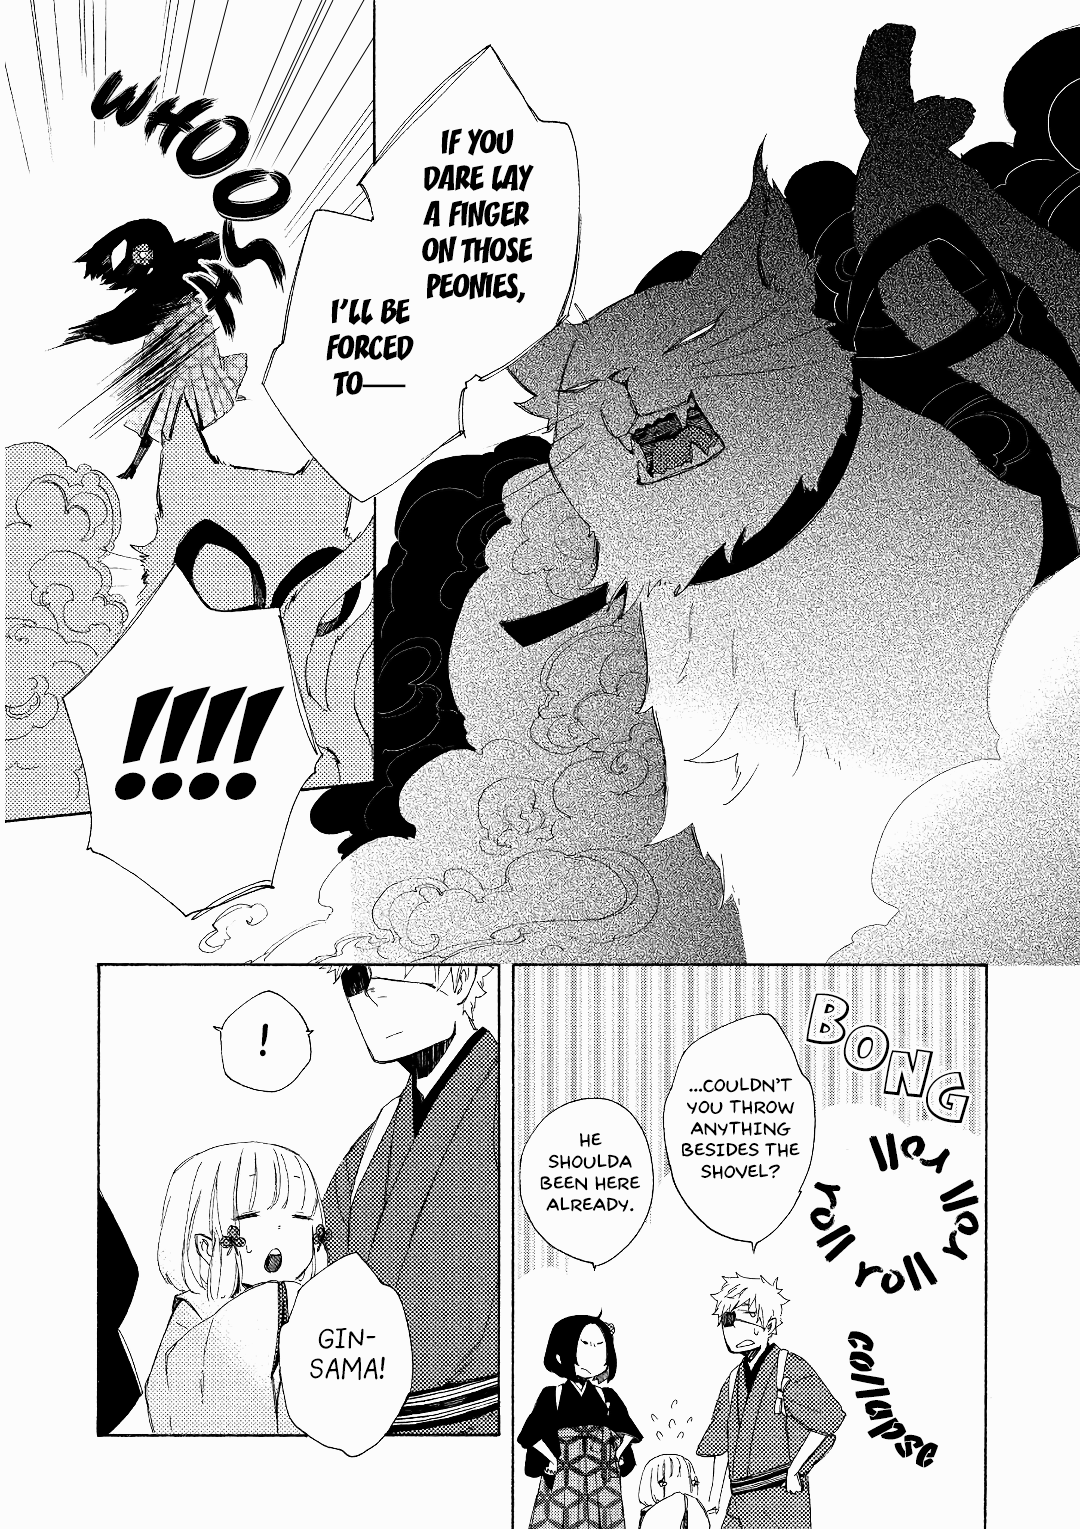 IF YOU
DARE LAY
A FINGER
ON THOSE
PEONIES,
I'LL BE
FORCED
TO——
WHOOSH
!!!!
BONG
roll roll
roll roll
roll
collapse
...COULDN'T
YOU THROW
ANYTHING
BESIDES THE
SHOVEL?
HE
SHOULDA
BEEN HERE
ALREADY.
!
GIN-
SAMA!